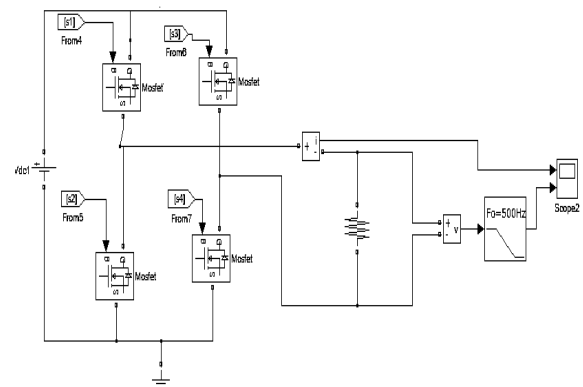 [s1]
From4
[s3]
From6
g
D
S
Mosfet
g
D
S
Mosfet
Vdc1
+
i
-
Scope2
[s2]
From5
[s4]
From7
g
D
S
Mosfet
g
D
S
Mosfet
+
v
-
Fo=500Hz